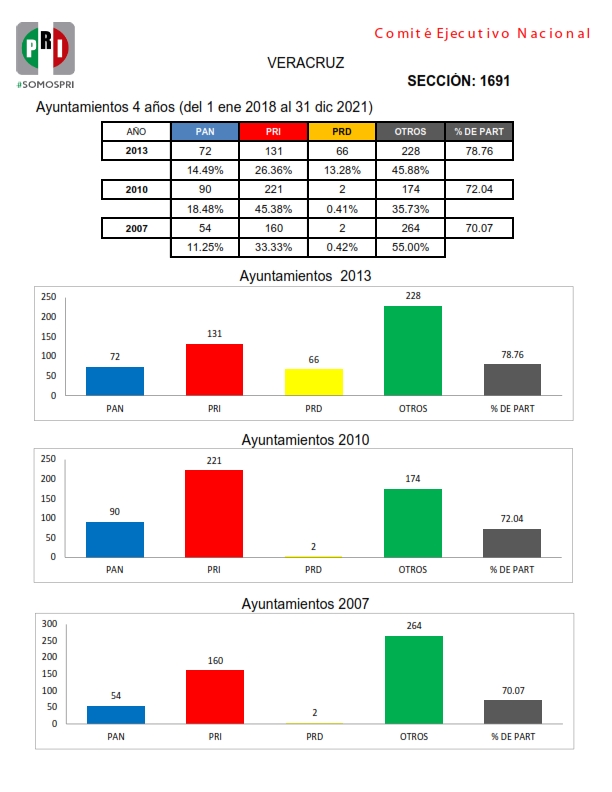 Comité Ejecutivo Nacional
PRI
#SOMOSPRI
VERACRUZ
SECCIÓN: 1691
Ayuntamientos 4 años (del 1 ene 2018 al 31 dic 2021)
AÑO PAN PRI PRD OTROS % DE PART
2013 72 131 66 228 78.76
14.49% 26.36% 13.28% 45.88%
2010 90 221 2 174 72.04
18.48% 45.38% 0.41% 35.73%
2007 54 160 2 264 70.07
11.25% 33.33% 0.42% 55.00%
Ayuntamientos 2013
250
200
150
100
50
0
72 131 66 228 78.76
PAN PRI PRD OTROS % DE PART
Ayuntamientos 2010
250
200
150
100
50
0
90 221 2 174 72.04
PAN PRI PRD OTROS % DE PART
Ayuntamientos 2007
300
250
200
150
100
50
0
54 160 2 264 70.07
PAN PRI PRD OTROS % DE PART